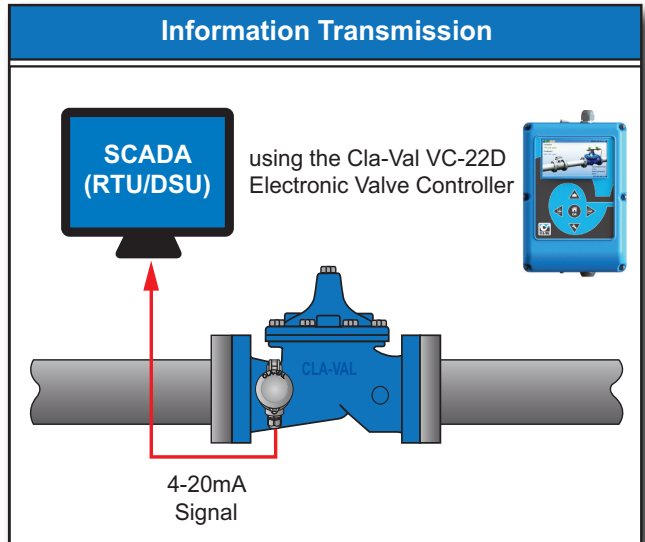 Information Transmission
SCADA
(RTU/DSU)
using the Cla-Val VC-22D
Electronic Valve Controller
CLA-VAL
4-20mA
Signal